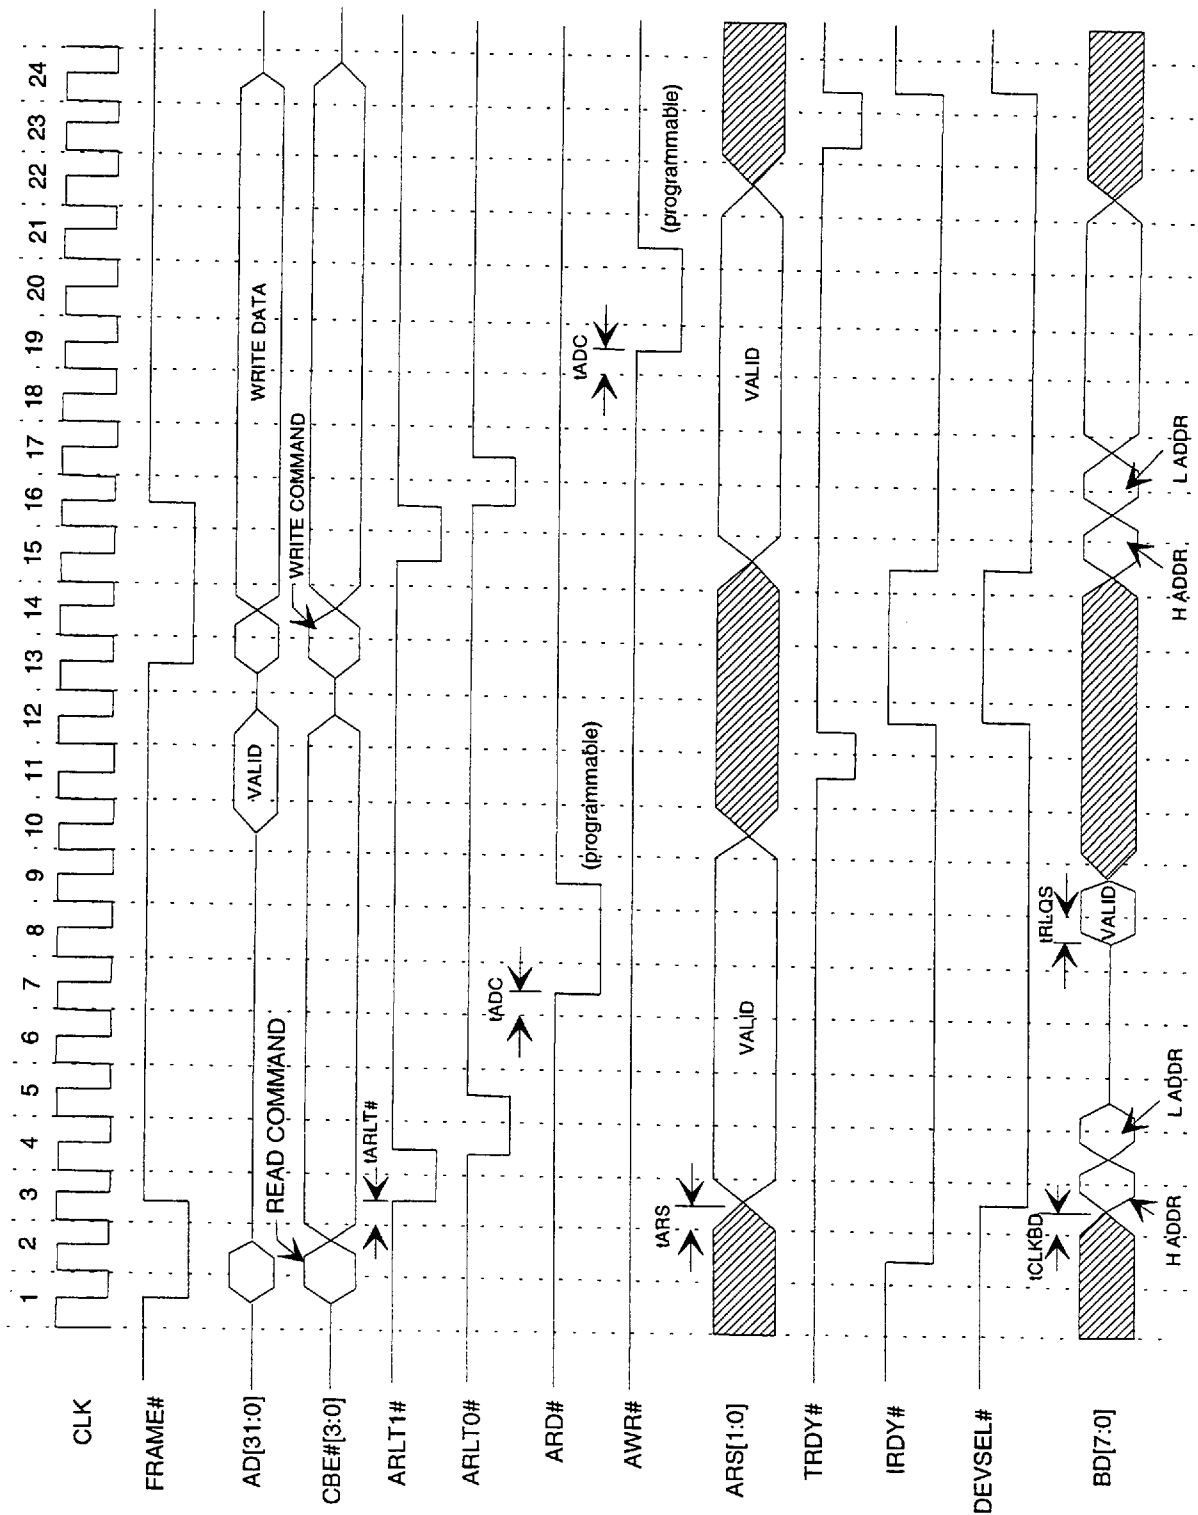 1 2 3 4 5 6 7 8 9 10 11 12 13 14 15 16 17 18 19 20 21 22 23 24
CLK
FRAME#
AD[31:0]
VALID
WRITE DATA
READ COMMAND
WRITE COMMAND
CBE#[3:0]
tARLT#
ARLT1#
ARLT0#
tADC
ARD#
(programmable)
tADC
AWR#
(programmable)
tARS
ARS[1:0]
VALID
VALID
TRDY#
IRDY#
DEVSEL#
tCLKBD
tRLQS
BD[7:0]
VALID
H ADDR
L ADDR
H ADDR
L ADDR